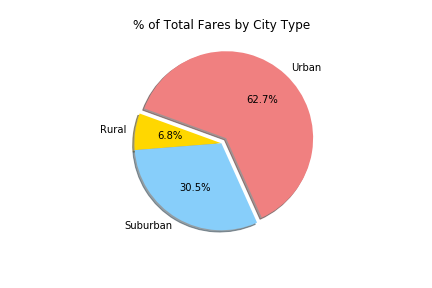 % of Total Fares by City Type
Urban
62.7%
Rural
6.8%
30.5%
Suburban